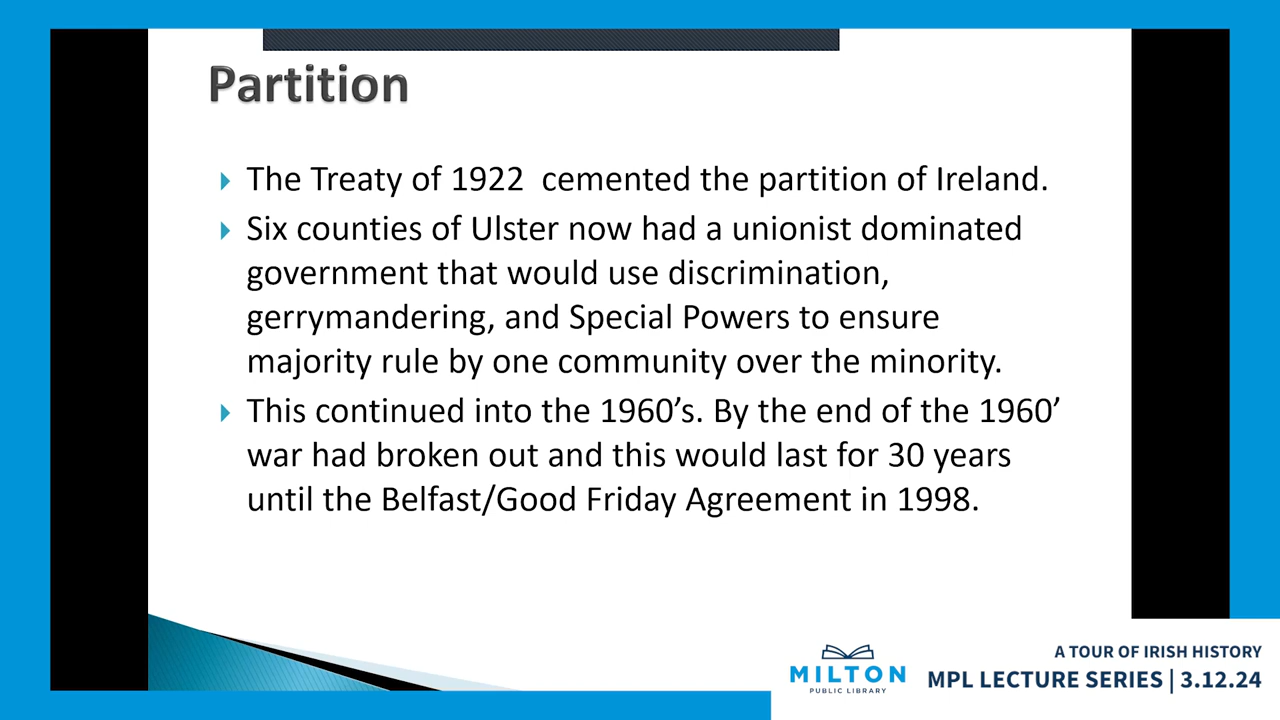 Partition
The Treaty of 1922  cemented the partition of Ireland.
Six counties of Ulster now had a unionist dominated
government that would use discrimination,
gerrymandering, and Special Powers to ensure
majority rule by one community over the minority.
This continued into the 1960’s. By the end of the 1960’
war had broken out and this would last for 30 years
until the Belfast/Good Friday Agreement in 1998.
MILTON
PUBLIC LIBRARY
A TOUR OF IRISH HISTORY
MPL LECTURE SERIES | 3.12.24